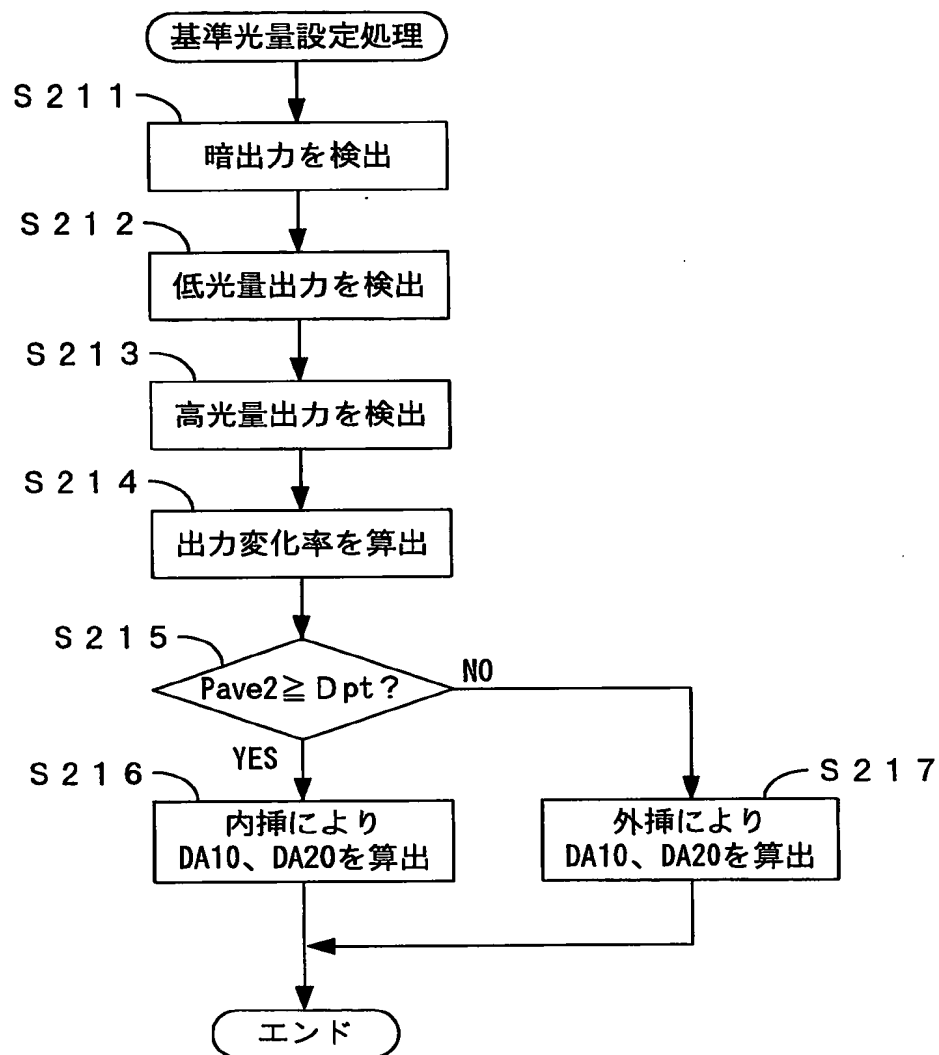 基準光量設定処理
S211
暗出力を検出
S212
低光量出力を検出
S213
高光量出力を検出
S214
出力変化率を算出
S215
Pave2≧Dpt?
NO
YES
S216
内挿により
DA10、DA20を算出
S217
外挿により
DA10、DA20を算出
エンド